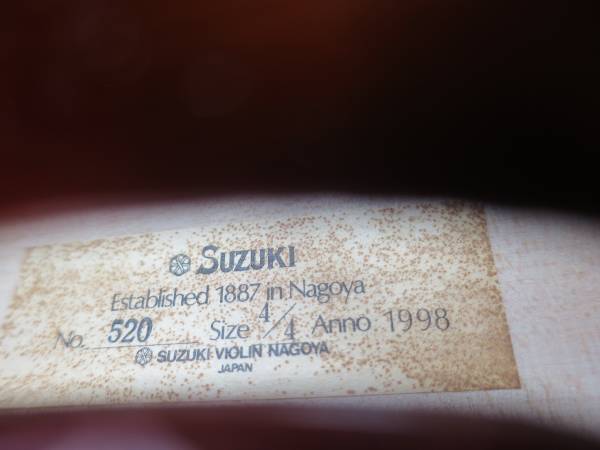 SUZUKI
Established 1887 in Nagoya
No. 520 Size 4/4 Anno 1998
SUZUKI VIOLIN NAGOYA
JAPAN